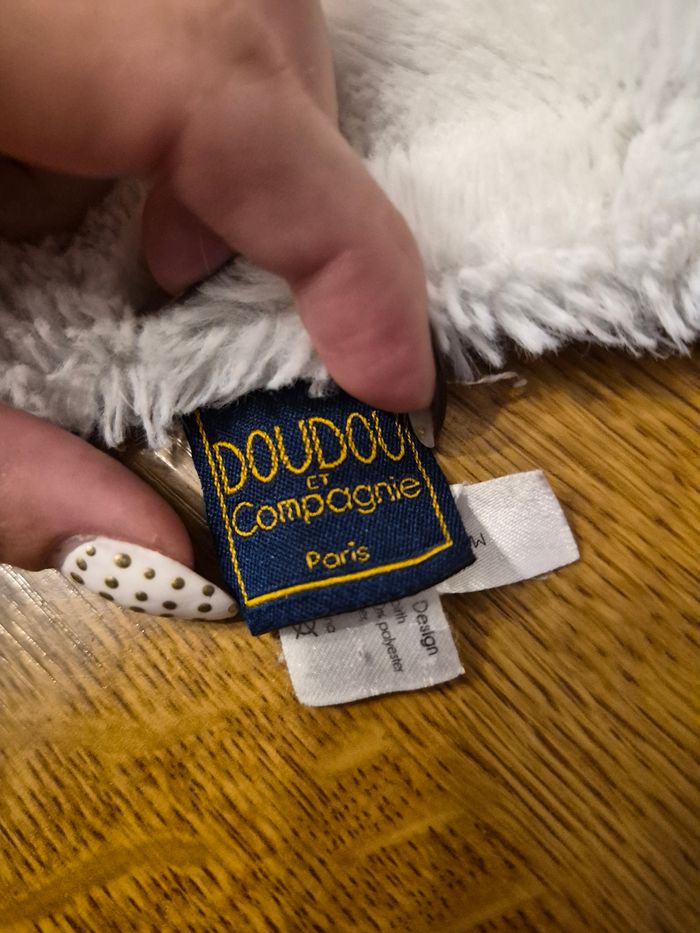 DOUDOU
ET
Compagnie
Paris
Design
polyester